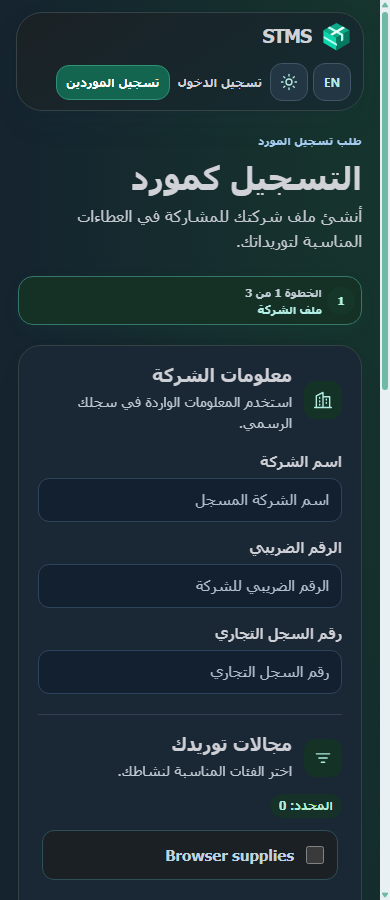 STMS
EN
تسجيل الدخول
تسجيل الموردين
طلب تسجيل المورد
التسجيل كمورد
أنشئ ملف شركتك للمشاركة في العطاءات
المناسبة لتوريداتك.
1
الخطوة 1 من 3
ملف الشركة
معلومات الشركة
استخدم المعلومات الواردة في سجلك
الرسمي.
اسم الشركة
اسم الشركة المسجل
الرقم الضريبي
الرقم الضريبي للشركة
رقم السجل التجاري
رقم السجل التجاري
مجالات توريدك
اختر الفئات المناسبة لنشاطك.
المحدد: 0
Browser supplies